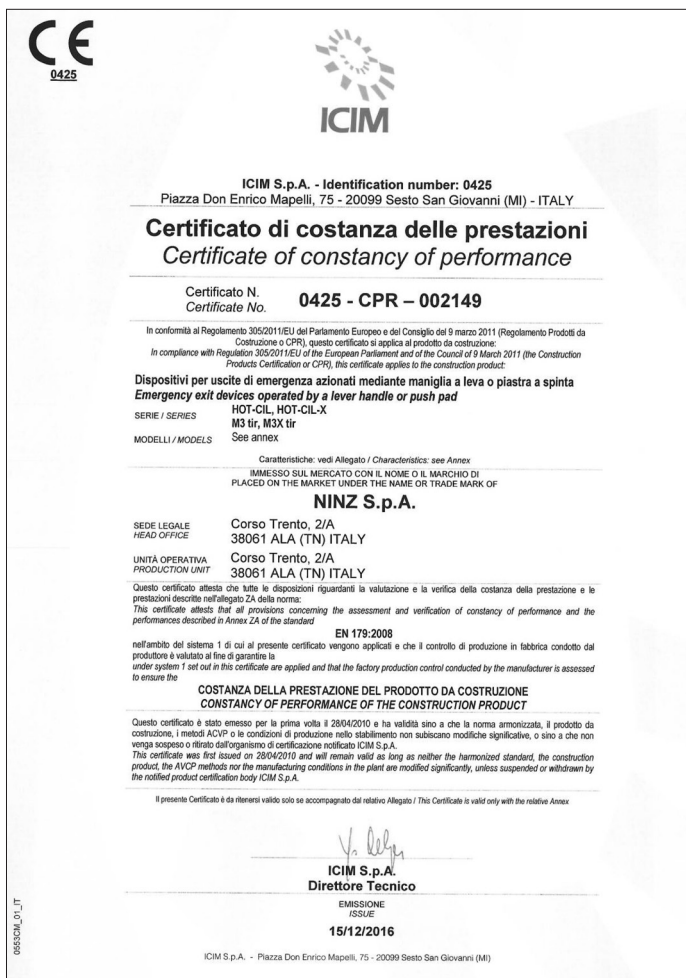 CE
0425
ICIM
ICIM S.p.A. - Identification number: 0425
Piazza Don Enrico Mapelli, 75 - 20099 Sesto San Giovanni (MI) - ITALY
Certificato di costanza delle prestazioni
Certificate of constancy of performance
Certificato N.
Certificate No.
0425 - CPR – 002149
In conformità al Regolamento 305/2011/EU del Parlamento Europeo e del Consiglio del 9 marzo 2011 (Regolamento Prodotti da
Costruzione o CPR), questo certificato si applica al prodotto da costruzione:
In compliance with Regulation 305/2011/EU of the European Parliament and of the Council of 9 March 2011 (the Construction
Products Certification or CPR), this certificate applies to the construction product:
Dispositivi per uscite di emergenza azionati mediante maniglia a leva o piastra a spinta
Emergency exit devices operated by a lever handle or push pad
SERIE / SERIES
HOT-CIL, HOT-CIL-X
M3 tir, M3X tir
MODELLI / MODELS
See annex
Caratteristiche: vedi Allegato / Characteristics: see Annex
IMMESSO SUL MERCATO CON IL NOME O IL MARCHIO DI
PLACED ON THE MARKET UNDER THE NAME OR TRADE MARK OF
NINZ S.p.A.
SEDE LEGALE
HEAD OFFICE
Corso Trento, 2/A
38061 ALA (TN) ITALY
UNITÀ OPERATIVA
PRODUCTION UNIT
Corso Trento, 2/A
38061 ALA (TN) ITALY
Questo certificato attesta che tutte le disposizioni riguardanti la valutazione e la verifica della costanza della prestazione e le
prestazioni descritte nell'allegato ZA della norma:
This certificate attests that all provisions concerning the assessment and verification of constancy of performance and the
performances described in Annex ZA of the standard
EN 179:2008
nell'ambito del sistema 1 di cui al presente certificato vengono applicati e che il controllo di produzione in fabbrica condotto dal
produttore è valutato al fine di garantire la
under system 1 set out in this certificate are applied and that the factory production control conducted by the manufacturer is assessed
to ensure the
COSTANZA DELLA PRESTAZIONE DEL PRODOTTO DA COSTRUZIONE
CONSTANCY OF PERFORMANCE OF THE CONSTRUCTION PRODUCT
Questo certificato è stato emesso per la prima volta il 28/04/2010 e ha validità sino a che la norma armonizzata, il prodotto da
costruzione, i metodi ACVP o le condizioni di produzione nello stabilimento non subiscano modifiche significative, o sino a che non
venga sospeso o ritirato dall'organismo di certificazione notificato ICIM S.p.A.
This certificate was first issued on 28/04/2010 and will remain valid as long as neither the harmonized standard, the construction
product, the AVCP methods nor the manufacturing conditions in the plant are modified significantly, unless suspended or withdrawn by
the notified product certification body ICIM S.p.A.
Il presente Certificato è da ritenersi valido solo se accompagnato dal relativo Allegato / This Certificate is valid only with the relative Annex
ICIM S.p.A.
Direttore Tecnico
EMISSIONE
ISSUE
15/12/2016
0553CM_01_IT
ICIM S.p.A. - Piazza Don Enrico Mapelli, 75 - 20099 Sesto San Giovanni (MI)